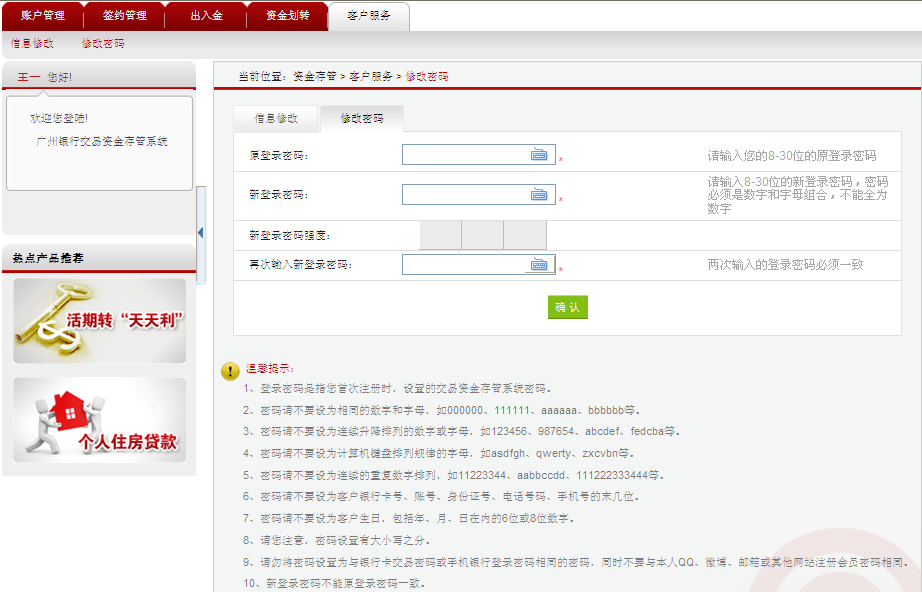 账户管理 签约管理 出入金 资金划转 客户服务
信息修改 修改密码
王一 您好!
欢迎您登陆!
广州银行交易资金存管系统
热点产品推荐
活期转“天天利”
个人住房贷款
当前位置：资金存管 > 客户服务 > 修改密码
信息修改 修改密码
原登录密码： * 请输入您的8-30位的原登录密码
新登录密码： * 请输入8-30位的新登录密码，密码
必须是数字和字母组合，不能全为
数字
新登录密码强度：
再次输入新登录密码： * 两次输入的登录密码必须一致
确 认
温馨提示：
1、登录密码是指您首次注册时，设置的交易资金存管系统密码。
2、密码请不要设为相同的数字和字母，如000000、111111、aaaaaa、bbbbbb等。
3、密码请不要设为连续升降排列的数字或字母，如123456、987654、abcdef、fedcba等。
4、密码请不要设为计算机键盘排列规律的字母，如asdfgh、qwerty、zxcvbn等。
5、密码请不要设为连续的重复数字排列，如11223344、aabbccdd、111222333444等。
6、密码请不要设为客户银行卡号、账号、身份证号、电话号码、手机号的末几位。
7、密码请不要设为客户生日，包括年、月、日在内的6位或8位数字。
8、请您注意，密码设置有大小写之分。
9、请勿将密码设置为与银行卡交易密码或手机银行登录密码相同的密码，同时不要与本人QQ、微博、邮箱或其他网站注册会员密码相同。
10、新登录密码不能原登录密码一致。